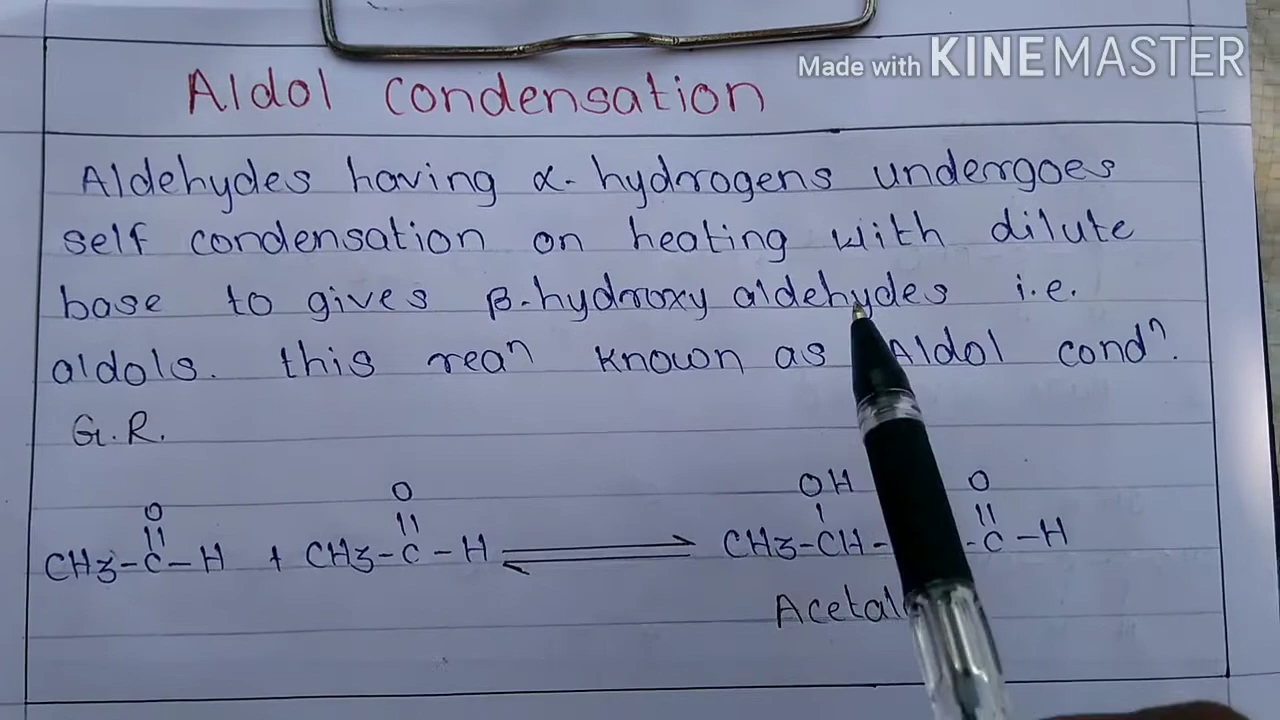 Made with KINEMASTER
Aldol condensation
Aldehydes having α-hydrogens undergoes
self condensation on heating with dilute
base to gives β-hydroxy aldehydes i.e.
aldols. this reaⁿ known as Aldol condⁿ.
G.R.
O O OH O
|| || | ||
CH3-C-H + CH3-C-H ⇌ CH3-CH- -C-H